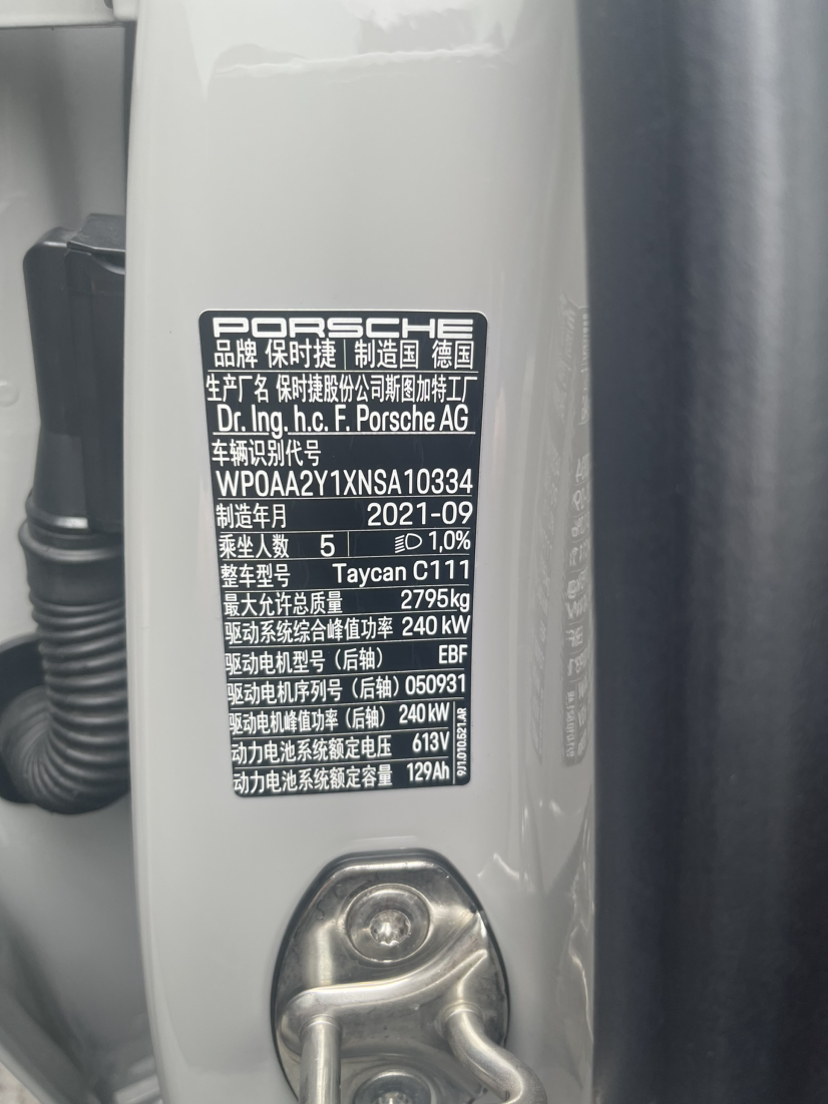 PORSCHE
品牌 保时捷 制造国 德国
生产厂名 保时捷股份公司斯图加特工厂
Dr. Ing. h.c. F. Porsche AG
车辆识别代号
WP0AA2Y1XNSA10334
制造年月 2021-09
乘坐人数 5 1,0%
整车型号 Taycan C111
最大允许总质量 2795kg
驱动系统综合峰值功率 240 kW
驱动电机型号（后轴） EBF
驱动电机序列号（后轴） 050931
驱动电机峰值功率（后轴） 240 kW
动力电池系统额定电压 613V
动力电池系统额定容量 129Ah
9J1.010.521.AR